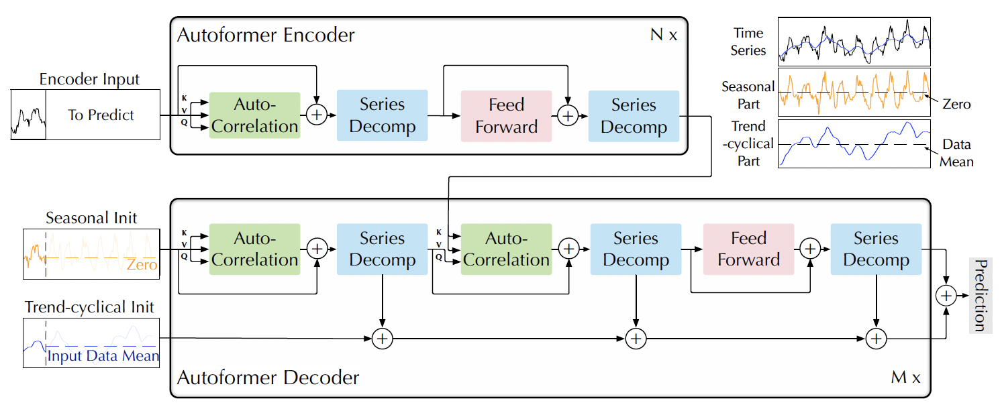 Autoformer Encoder
N x
Encoder Input
To Predict
K
V
Q
Auto-
Correlation
+
Series
Decomp
Feed
Forward
+
Series
Decomp
Time
Series
Seasonal
Part
Zero
Trend
-cyclical
Part
Data
Mean
Seasonal Init
Zero
K
V
Q
Auto-
Correlation
+
Series
Decomp
K
V
Q
Auto-
Correlation
+
Series
Decomp
Feed
Forward
+
Series
Decomp
+
Prediction
Trend-cyclical Init
Input Data Mean
+
+
+
Autoformer Decoder
M x